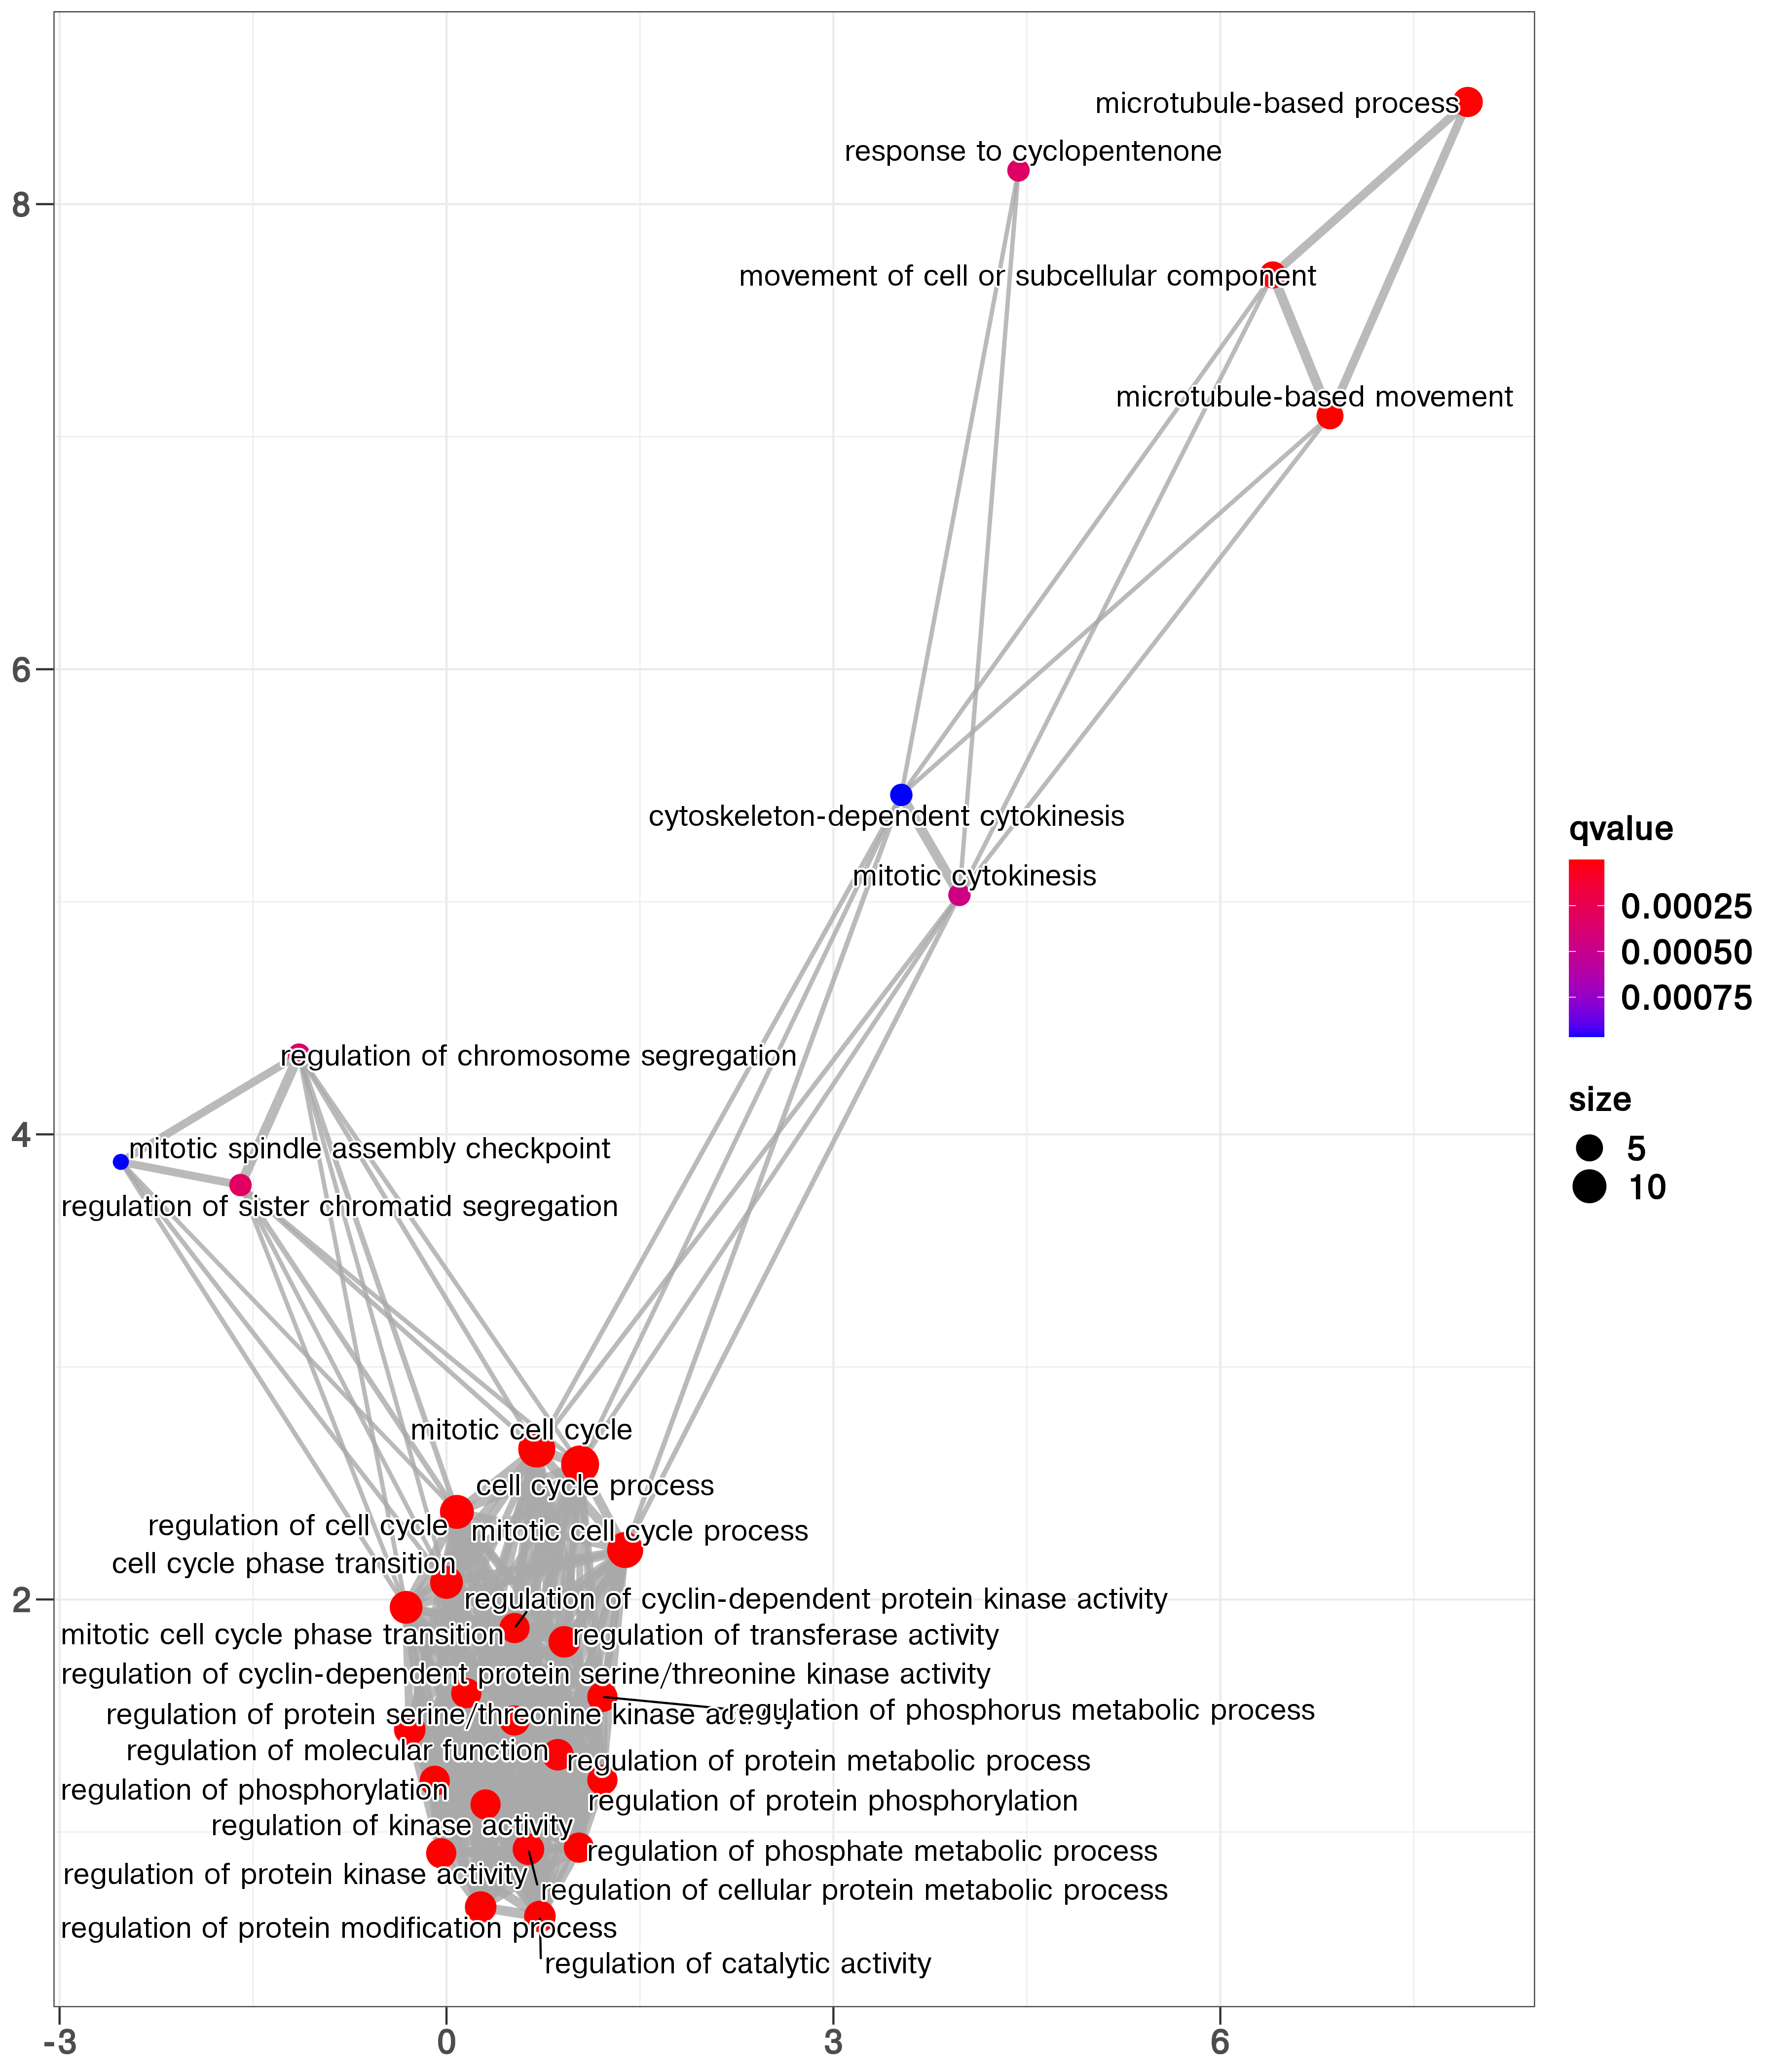 microtubule-based process
response to cyclopentenone
8
movement of cell or subcellular component
microtubule-based movement
6
cytoskeleton-dependent cytokinesis
mitotic cytokinesis
regulation of chromosome segregation
4
mitotic spindle assembly checkpoint
regulation of sister chromatid segregation
mitotic cell cycle
cell cycle process
regulation of cell cycle
mitotic cell cycle process
cell cycle phase transition
2
regulation of cyclin-dependent protein kinase activity
mitotic cell cycle phase transition
regulation of transferase activity
regulation of cyclin-dependent protein serine/threonine kinase activity
regulation of phosphorus metabolic process
regulation of protein serine/threonine kinase activity
regulation of molecular function
regulation of protein metabolic process
regulation of phosphorylation
regulation of protein phosphorylation
regulation of kinase activity
regulation of phosphate metabolic process
regulation of protein kinase activity
regulation of cellular protein metabolic process
regulation of protein modification process
regulation of catalytic activity
-3 0 3 6
qvalue
0.00025
0.00050
0.00075
size
5
10